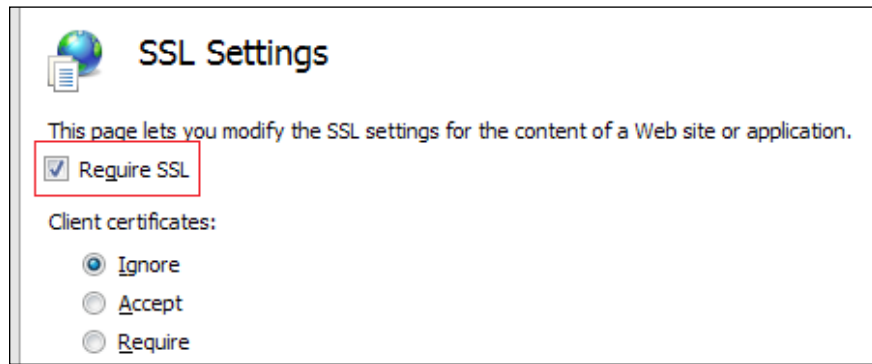 SSL Settings
This page lets you modify the SSL settings for the content of a Web site or application.
Require SSL
Client certificates:
Ignore
Accept
Require